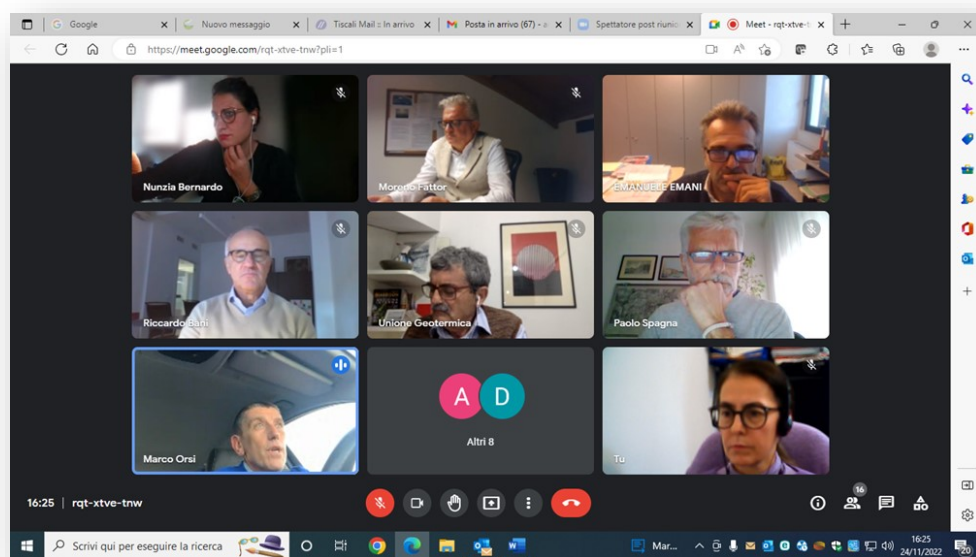 Google
Nuovo messaggio
Tiscali Mail :: In arrivo
Posta in arrivo (67) - a
Spettatore post riunio
Meet - rqt-xtve-t
https://meet.google.com/rqt-xtve-tnw?pli=1
Nunzia Bernardo
Moreno Fattor
EMANUELE EMANI
Riccardo Bani
Unione Geotermica
Paolo Spagna
Marco Orsi
A D
Altri 8
Tu
16:25 | rqt-xtve-tnw
16
Scrivi qui per eseguire la ricerca
Mar...
16:25
24/11/2022